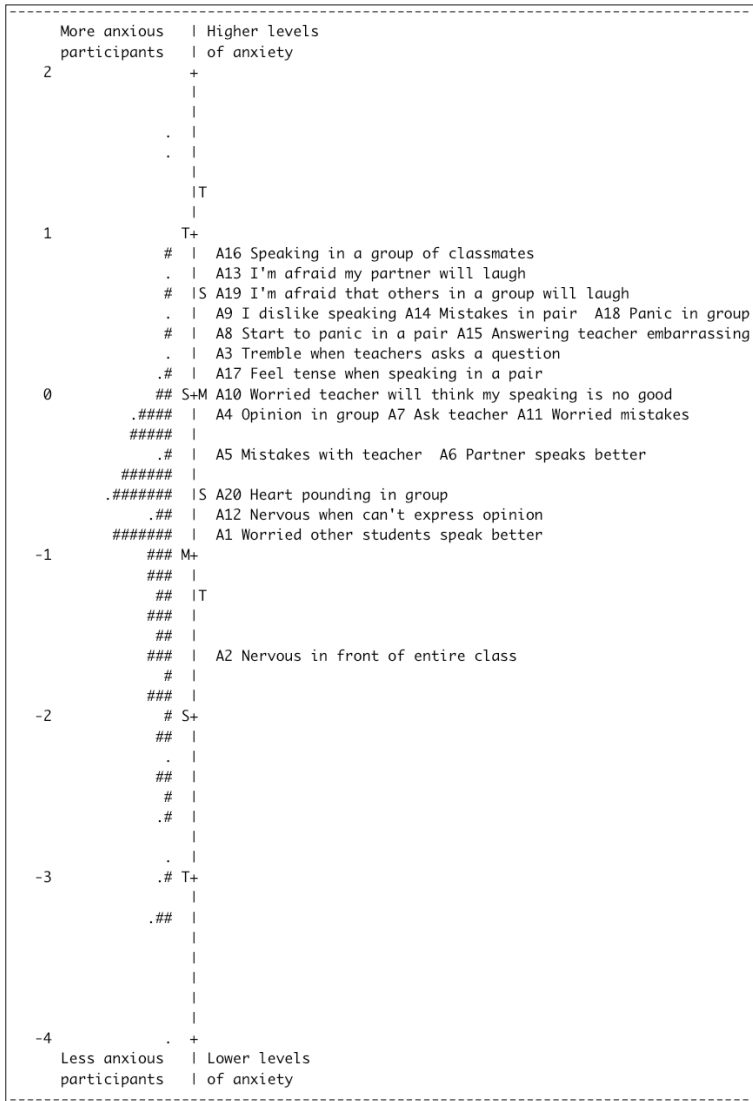 More anxious | Higher levels
participants | of anxiety
2 +
|
|
. |
. |
|
|T
|
1 T+
# | A16 Speaking in a group of classmates
. | A13 I'm afraid my partner will laugh
# |S A19 I'm afraid that others in a group will laugh
. | A9 I dislike speaking A14 Mistakes in pair A18 Panic in group
# | A8 Start to panic in a pair A15 Answering teacher embarrassing
. | A3 Tremble when teachers asks a question
.# | A17 Feel tense when speaking in a pair
0 ## S+M A10 Worried teacher will think my speaking is no good
.#### | A4 Opinion in group A7 Ask teacher A11 Worried mistakes
##### |
.# | A5 Mistakes with teacher A6 Partner speaks better
###### |
.####### |S A20 Heart pounding in group
.## | A12 Nervous when can't express opinion
####### | A1 Worried other students speak better
-1 ### M+
### |
## |T
### |
## |
### | A2 Nervous in front of entire class
# |
### |
-2 # S+
## |
. |
## |
# |
.# |
|
. |
-3 .# T+
|
.## |
|
|
|
|
|
-4 . +
Less anxious | Lower levels
participants | of anxiety